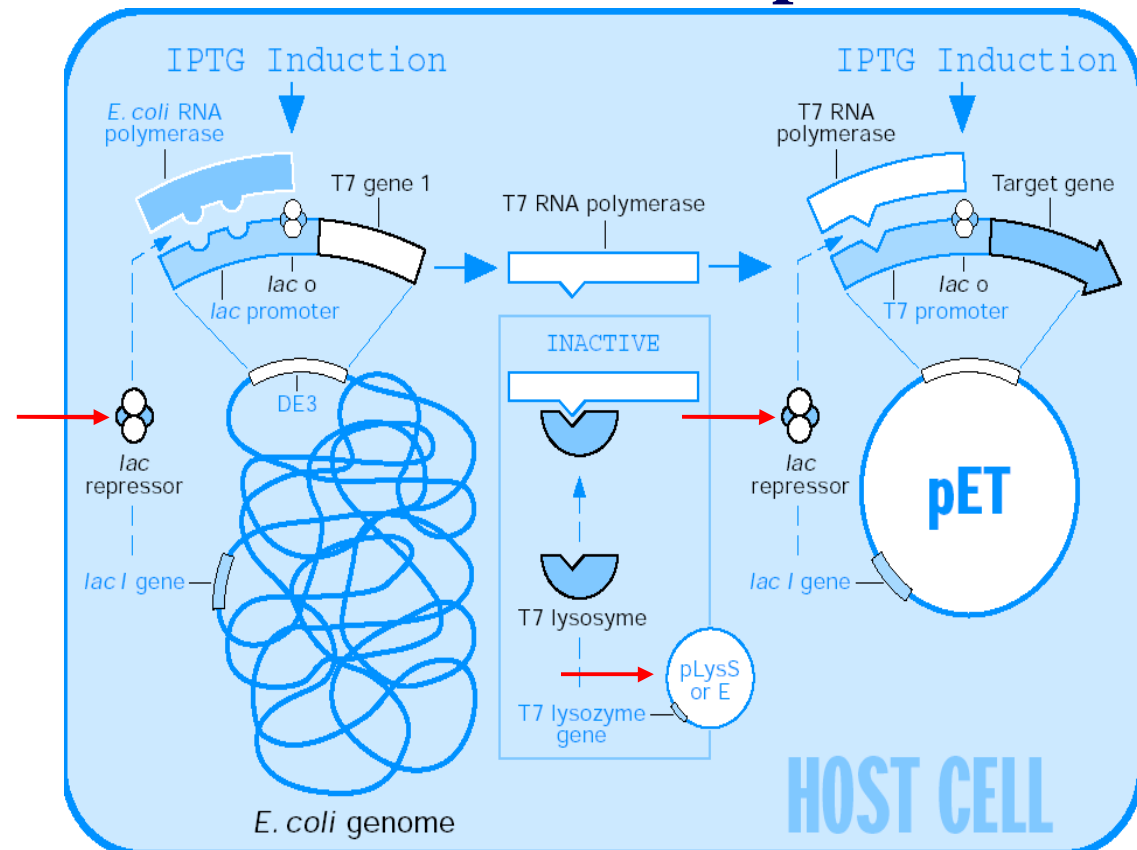 IPTG Induction
IPTG Induction
E. coli RNA
polymerase
T7 gene 1
T7 RNA polymerase
T7 RNA
polymerase
Target gene
lac o
lac promoter
lac o
T7 promoter
INACTIVE
DE3
lac
repressor
lac
repressor
pET
lac I gene
lac I gene
T7 lysosyme
pLysS
or E
T7 lysozyme
gene
E. coli genome
HOST CELL